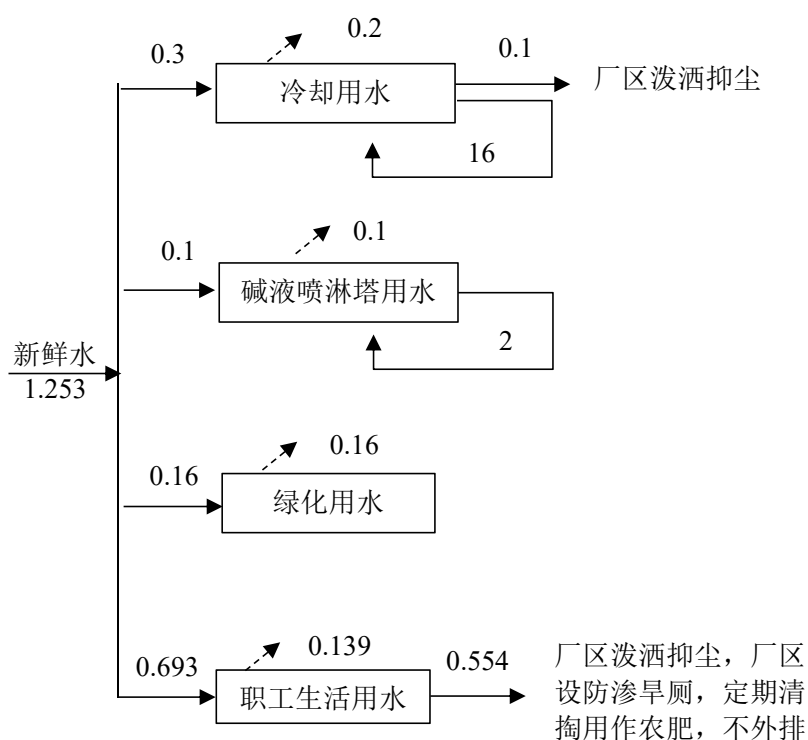 0.2
0.1
0.3
冷却用水
厂区泼洒抑尘
16
0.1
0.1
碱液喷淋塔用水
2
新鲜水
1.253
0.16
0.16
绿化用水
0.139
0.693
0.554
职工生活用水
厂区泼洒抑尘，厂区
设防渗旱厕，定期清
掏用作农肥，不外排